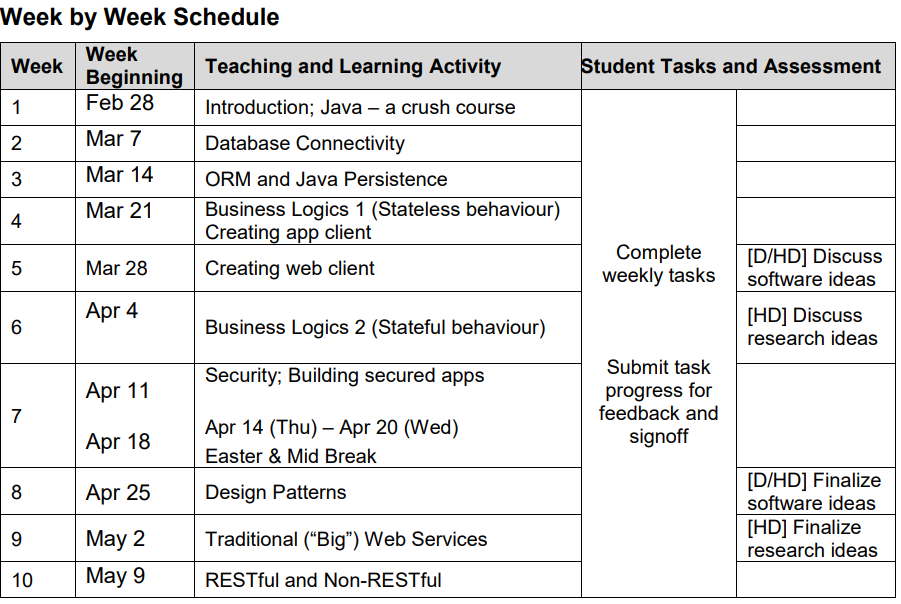 Week by Week Schedule
Week
Week
Beginning
Teaching and Learning Activity
Student Tasks and Assessment
1
Feb 28
Introduction; Java – a crush course
2
Mar 7
Database Connectivity
3
Mar 14
ORM and Java Persistence
4
Mar 21
Business Logics 1 (Stateless behaviour)
Creating app client
5
Mar 28
Creating web client
Complete
weekly tasks
[D/HD] Discuss
software ideas
6
Apr 4
Business Logics 2 (Stateful behaviour)
[HD] Discuss
research ideas
7
Apr 11
Apr 18
Security; Building secured apps
Apr 14 (Thu) – Apr 20 (Wed)
Easter & Mid Break
Submit task
progress for
feedback and
signoff
8
Apr 25
Design Patterns
[D/HD] Finalize
software ideas
9
May 2
Traditional (“Big”) Web Services
[HD] Finalize
research ideas
10
May 9
RESTful and Non-RESTful